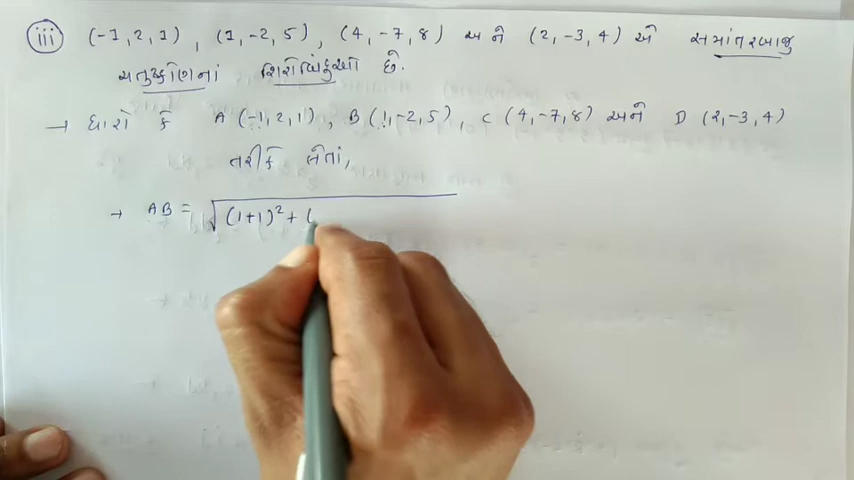 (iii) (-1,2,1) , (1,-2,5) , (4,-7,8) અને (2,-3,4) એ સમાંતરબાજુ
ચતુષ્કોણનાં શિરોબિંદુઓ છે.
→ ધારો કે A (-1,2,1) , B (1,-2,5) , C (4,-7,8) અને D (2,-3,4)
તરીકે લેતાં,
→ AB = √(1+1)² + (